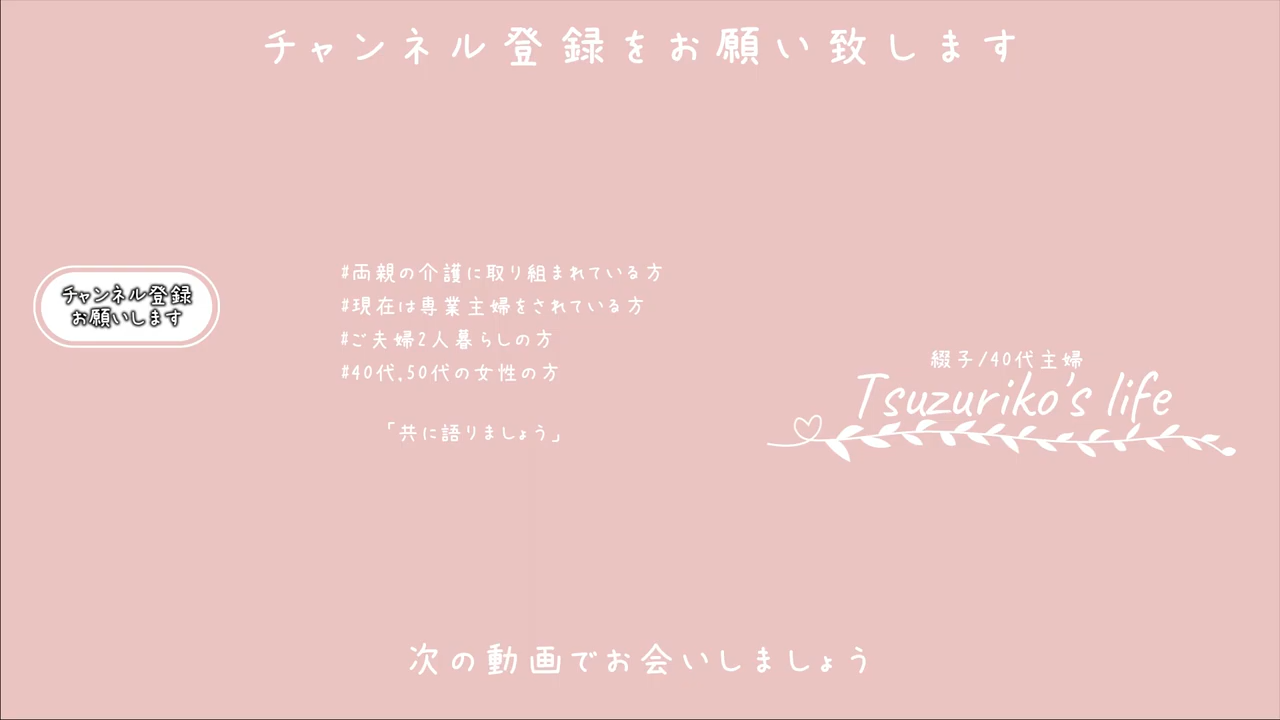 チャンネル登録をお願い致します
チャンネル登録
お願いします
#両親の介護に取り組まれている方
#現在は専業主婦をされている方
#ご夫婦2人暮らしの方
#40代,50代の女性の方
「共に語りましょう」
綴子/40代主婦
Tsuzuriko's life
次の動画でお会いしましょう